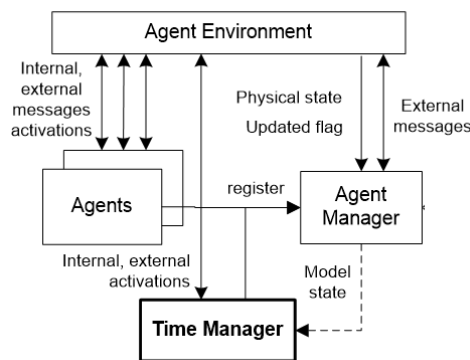 Agent Environment
Internal,
external
messages
activations
Physical state
Updated flag
External
messages
Agents
register
Agent
Manager
Internal, external
activations
Model
state
Time Manager